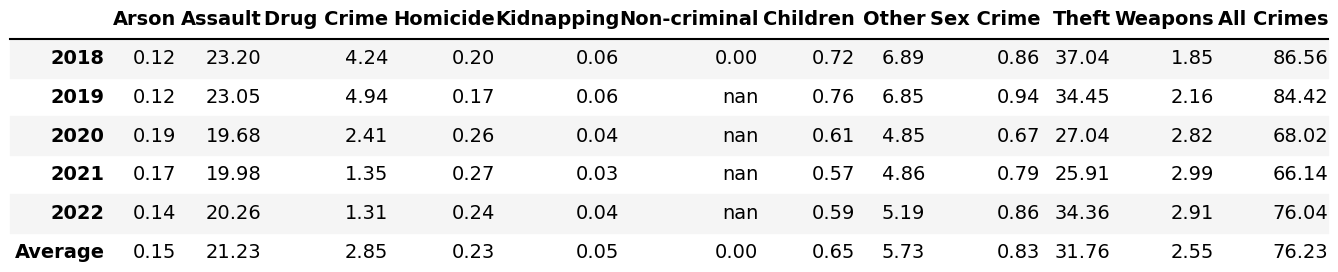 Arson Assault Drug Crime Homicide Kidnapping Non-criminal Children Other Sex Crime Theft Weapons All Crimes
2018 0.12 23.20 4.24 0.20 0.06 0.00 0.72 6.89 0.86 37.04 1.85 86.56
2019 0.12 23.05 4.94 0.17 0.06 nan 0.76 6.85 0.94 34.45 2.16 84.42
2020 0.19 19.68 2.41 0.26 0.04 nan 0.61 4.85 0.67 27.04 2.82 68.02
2021 0.17 19.98 1.35 0.27 0.03 nan 0.57 4.86 0.79 25.91 2.99 66.14
2022 0.14 20.26 1.31 0.24 0.04 nan 0.59 5.19 0.86 34.36 2.91 76.04
Average 0.15 21.23 2.85 0.23 0.05 0.00 0.65 5.73 0.83 31.76 2.55 76.23